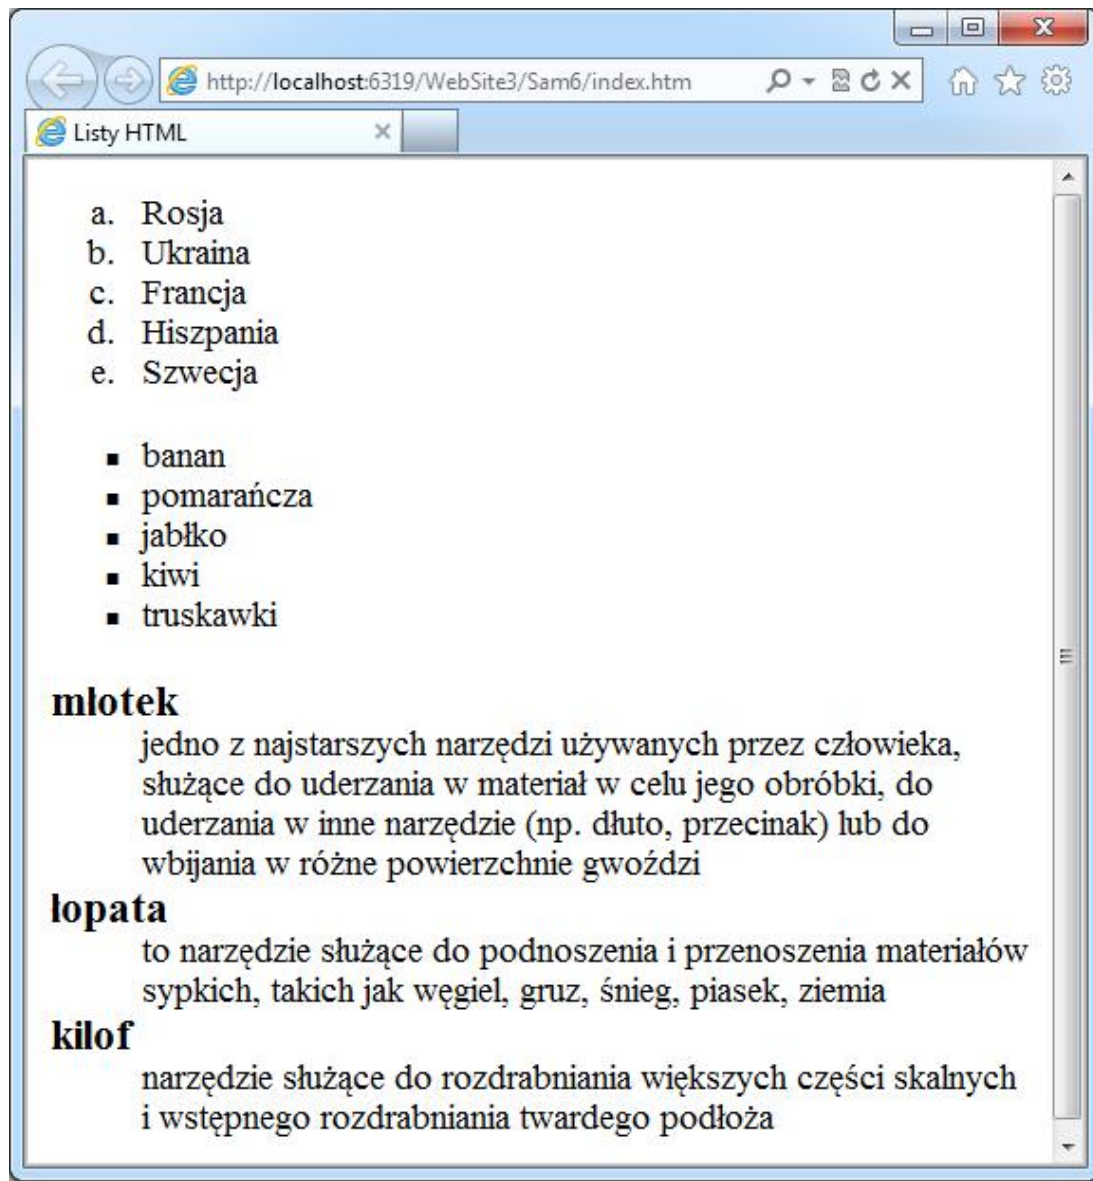 http://localhost:6319/WebSite3/Sam6/index.htm
Listy HTML
a. Rosja
b. Ukraina
c. Francja
d. Hiszpania
e. Szwecja
▪ banan
▪ pomarańcza
▪ jabłko
▪ kiwi
▪ truskawki
młotek
jedno z najstarszych narzędzi używanych przez człowieka,
służące do uderzania w materiał w celu jego obróbki, do
uderzania w inne narzędzie (np. dłuto, przecinak) lub do
wbijania w różne powierzchnie gwoździ
łopata
to narzędzie służące do podnoszenia i przenoszenia materiałów
sypkich, takich jak węgiel, gruz, śnieg, piasek, ziemia
kilof
narzędzie służące do rozdrabniania większych części skalnych
i wstępnego rozdrabniania twardego podłoża